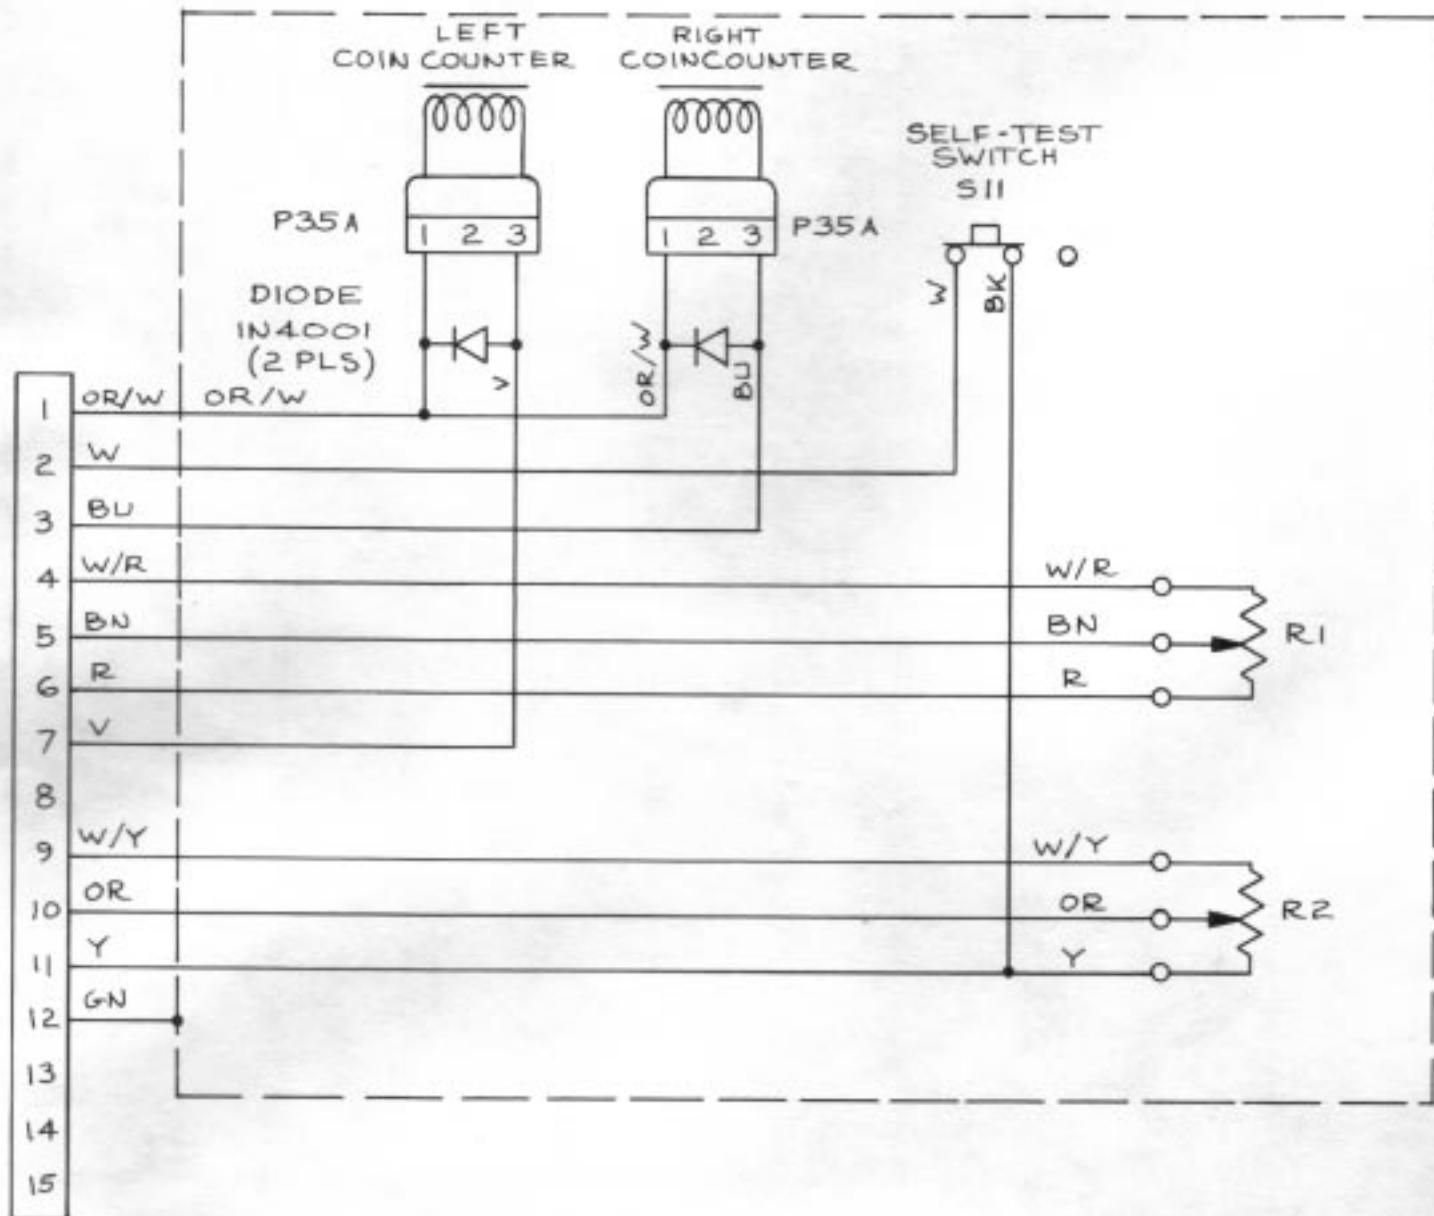 LEFT
COIN COUNTER
RIGHT
COINCOUNTER
SELF-TEST
SWITCH
S11
P35A
1 2 3
1 2 3
P35A
W
BK
DIODE
1N4001
(2 PLS)
V
OR/W
BU
1 OR/W OR/W
2 W
3 BU
4 W/R W/R
5 BN BN R1
6 R R
7 V
8
9 W/Y W/Y
10 OR OR R2
11 Y Y
12 GN
13
14
15